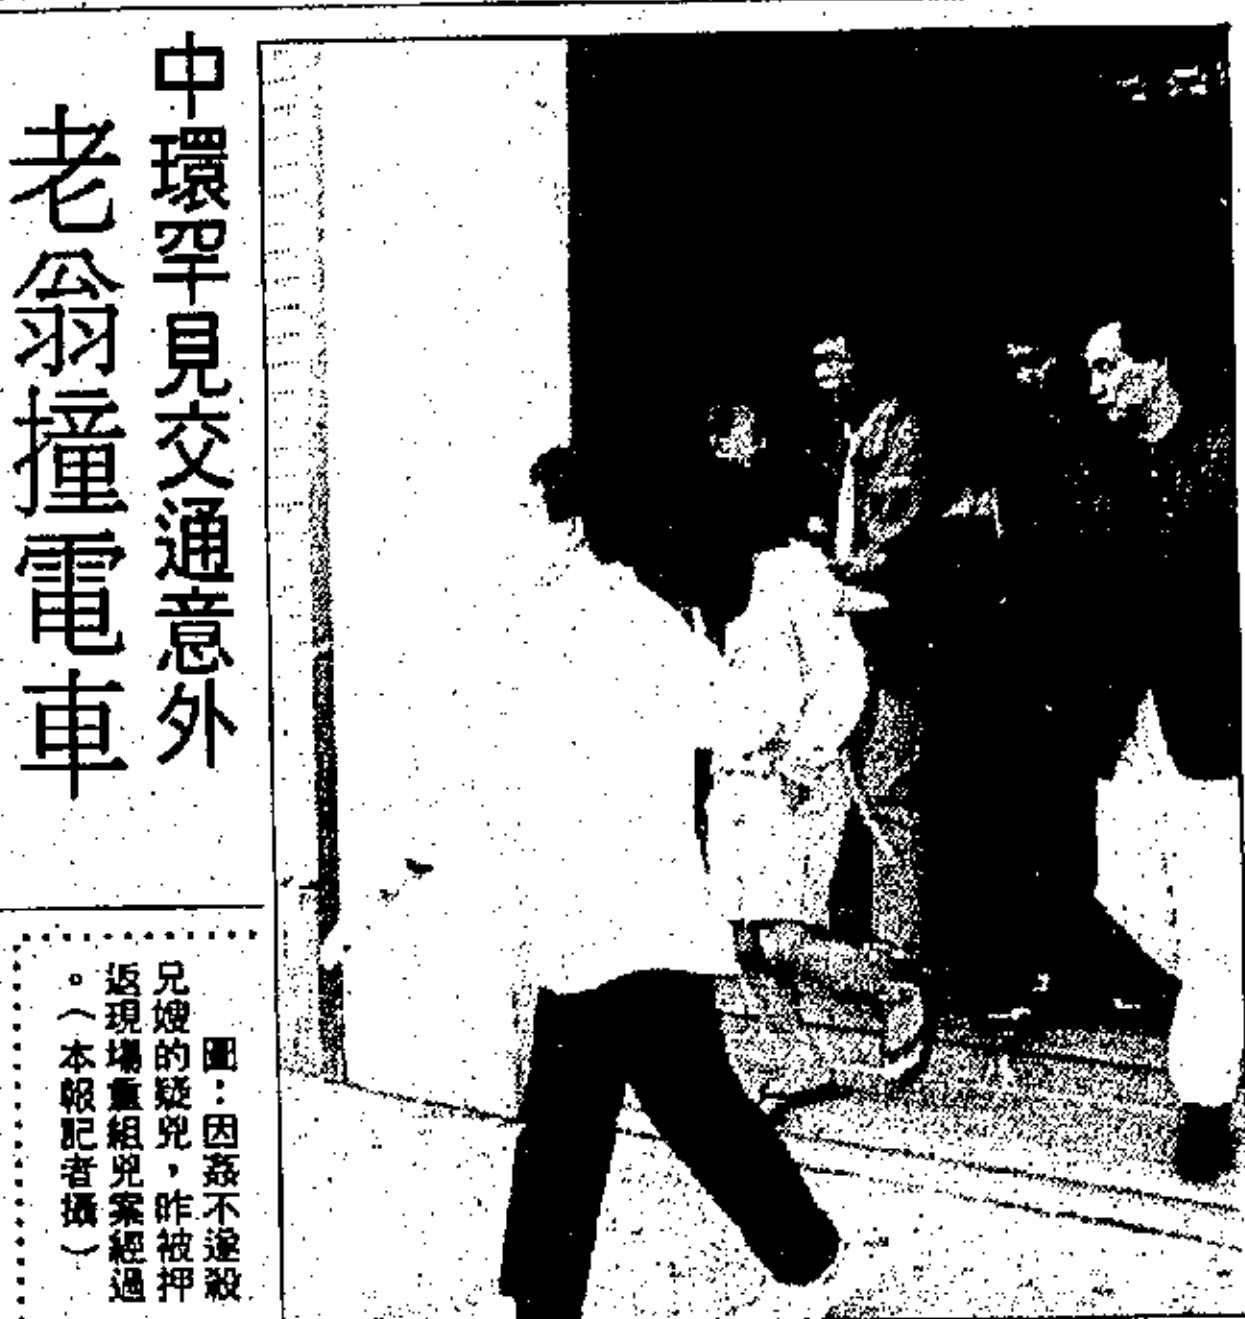 中環罕見交通意外
老翁撞電車
圖：因姦不遂殺
兄嫂的疑兇，昨被押
返現場重組兇案經過
。（本報記者攝）